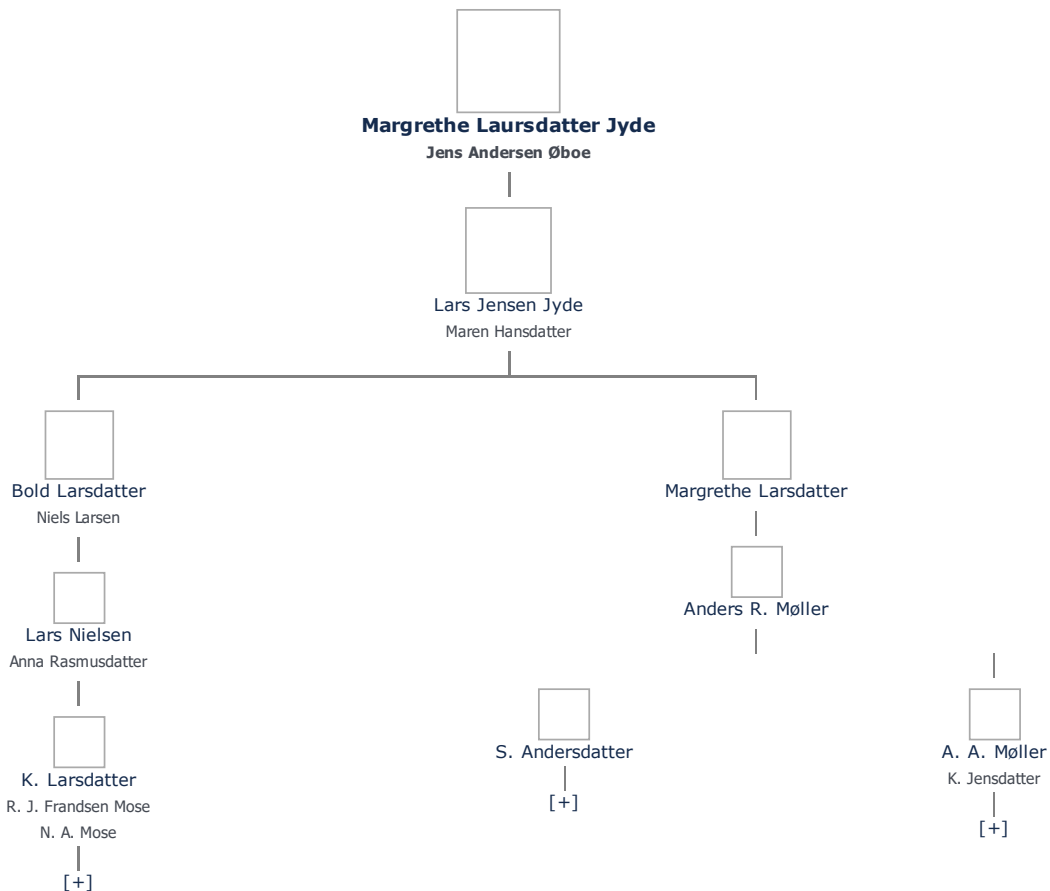 Margrethe Laursdatter Jyde
Jens Andersen Øboe
Lars Jensen Jyde
Maren Hansdatter
Bold Larsdatter
Niels Larsen
Margrethe Larsdatter
Lars Nielsen
Anna Rasmusdatter
Anders R. Møller
K. Larsdatter
R. J. Frandsen Mose
N. A. Mose
[+]
S. Andersdatter
[+]
A. A. Møller
K. Jensdatter
[+]